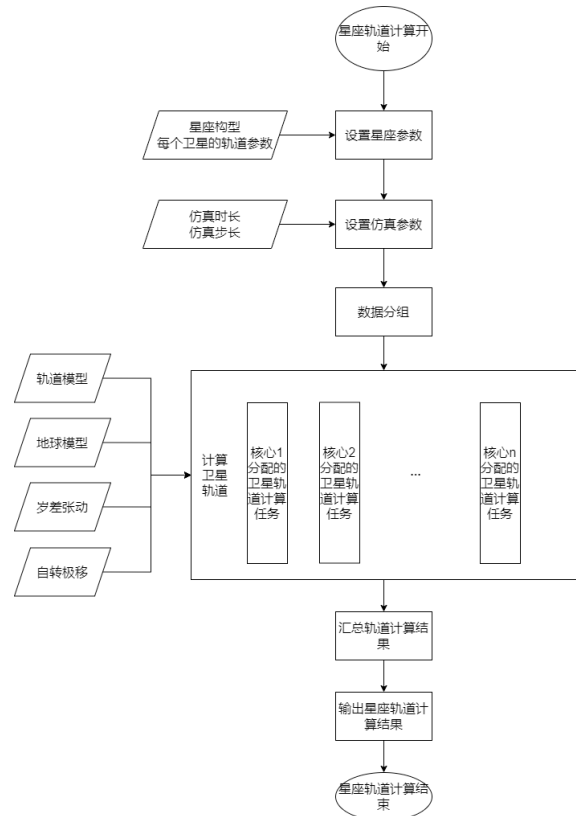 星座轨道计算开
始
星座构型
每个卫星的轨道参数
设置星座参数
仿真时长
仿真步长
设置仿真参数
数据分组
轨道模型
地球模型
岁差张动
自转极移
计算
卫星
轨道
核心1
分配的
卫星轨
道计算
任务
核心2
分配的
卫星轨
道计算
任务
...
核心n
分配的
卫星轨
道计算
任务
汇总轨道计算结
果
输出星座轨道计
算结果
星座轨道计算结
束